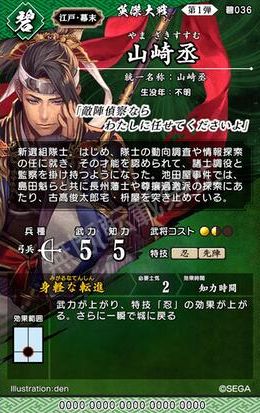 碧
江戸・幕末
英傑大戦
第1弾
碧036
やまざきすすむ
山崎丞
統一名称:山崎丞
生没年:不明
「敵陣偵察なら
わたしに任せてくださいよ」
新選組隊士。はじめ、隊士の動向調査や情報探索
の任に就き、その才能を認められて、諸士調役と
監察を掛け持つようになった。池田屋事件では、
島田魁らと共に長州藩士や尊攘過激派の探索にあ
たり、古高俊太郎宅・枡屋を突き止めている。
兵種 武力 知力 武将コスト
弓兵 5 5 特技 忍 先陣
みがるなてんしん 必要士気 効果時間
身軽な転進 2 知力時間
効果範囲
武力が上がり、特技「忍」の効果が上が
る。さらに一瞬で城に戻る
Illustration:den ©SEGA
0000-0000-0000-0000-0000